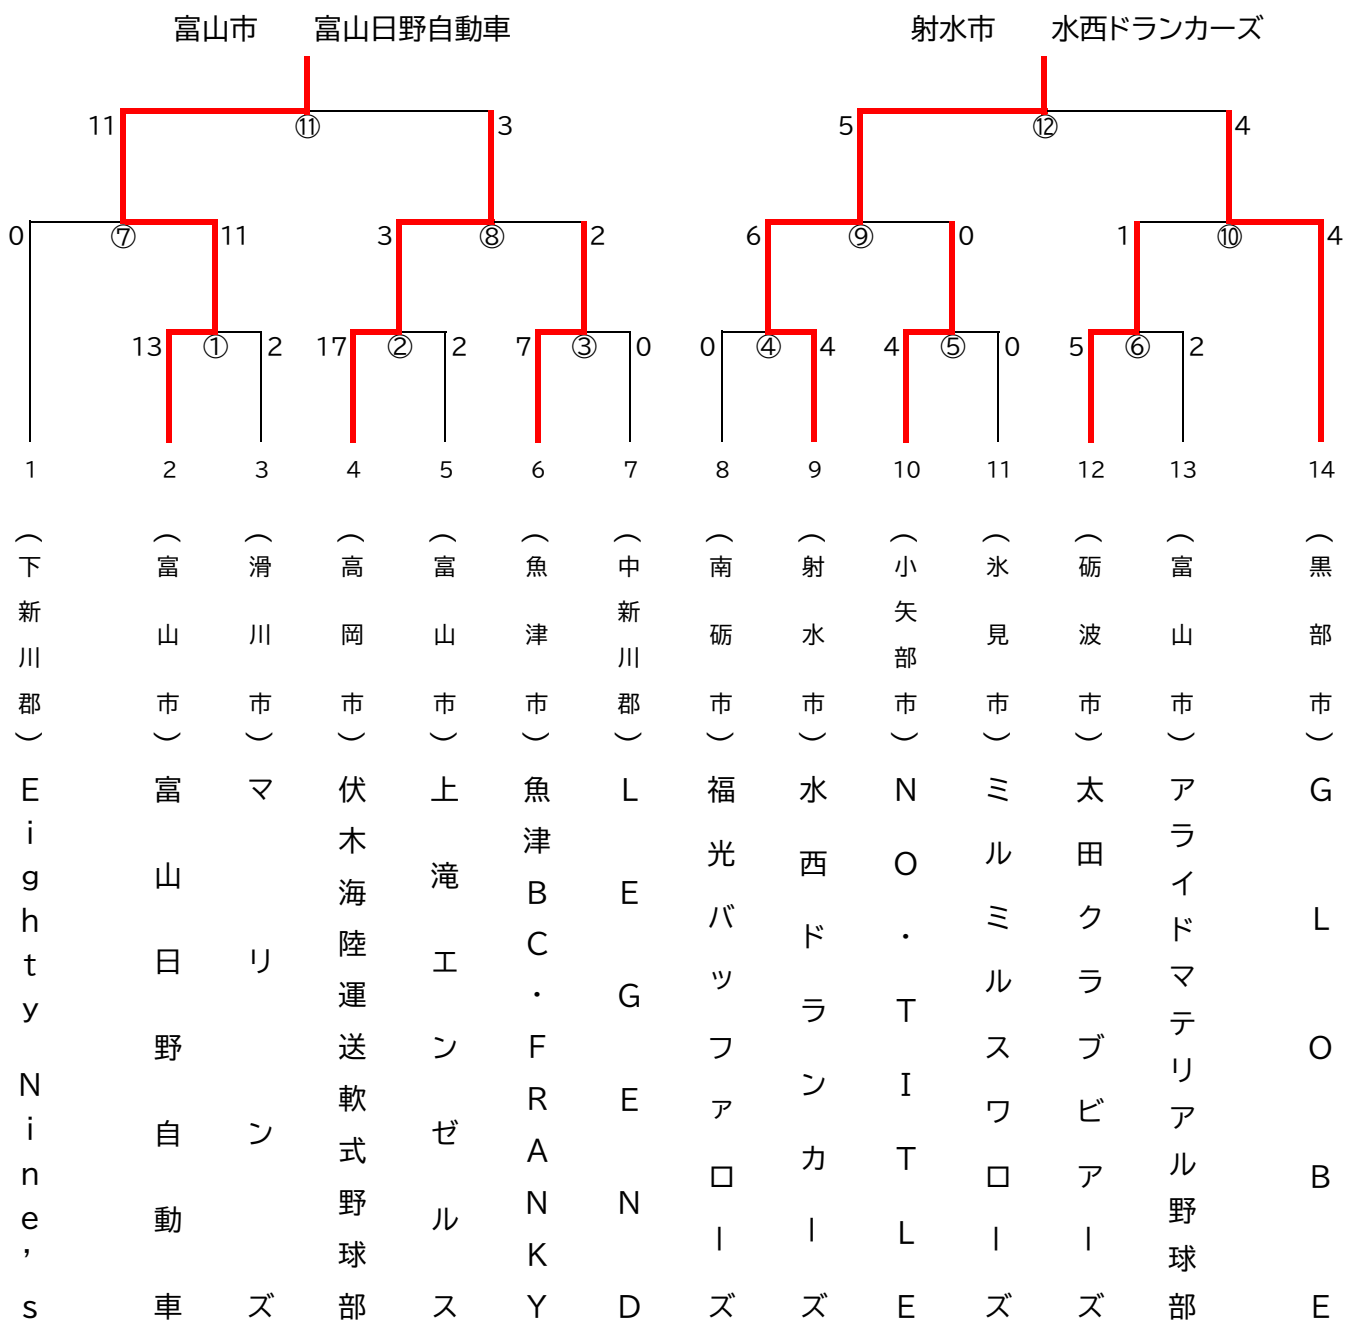 富山市 富山日野自動車 射水市 水西ドランカーズ
11 ⑪ 3 5 ⑫ 4
0 ⑦ 11 3 ⑧ 2 6 ⑨ 0 1 ⑩ 4
13 ① 2 17 ② 2 7 ③ 0 0 ④ 4 4 ⑤ 0 5 ⑥ 2
1 2 3 4 5 6 7 8 9 10 11 12 13 14
(下新川郡) Eighty Nine's
(富山市) 富山日野自動車
(滑川市) マリンズ
(高岡市) 伏木海陸運送軟式野球部
(富山市) 上滝エンゼルス
(魚津市) 魚津BC・FRANKY
(中新川郡) LEGEND
(南砺市) 福光バッファローズ
(射水市) 水西ドランカーズ
(小矢部市) NO・TITLE
(氷見市) ミルミルスワローズ
(砺波市) 太田クラブビアーズ
(富山市) アライドマテリアル野球部
(黒部市) GLOBE